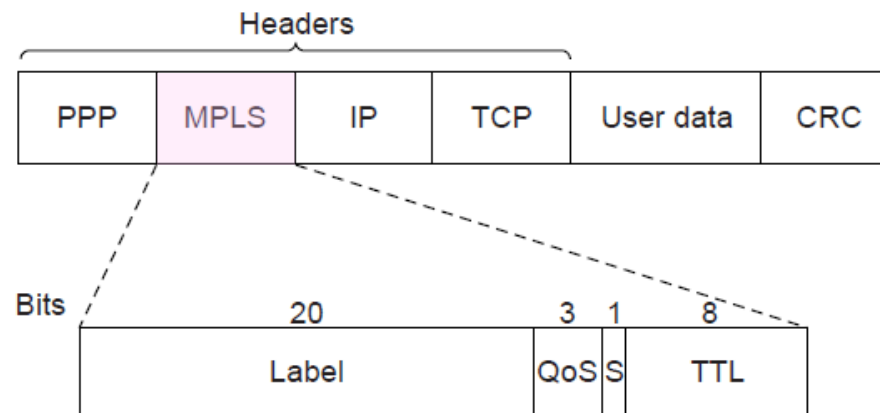 Headers
PPP MPLS IP TCP User data CRC
Bits 20 3 1 8
Label QoS S TTL